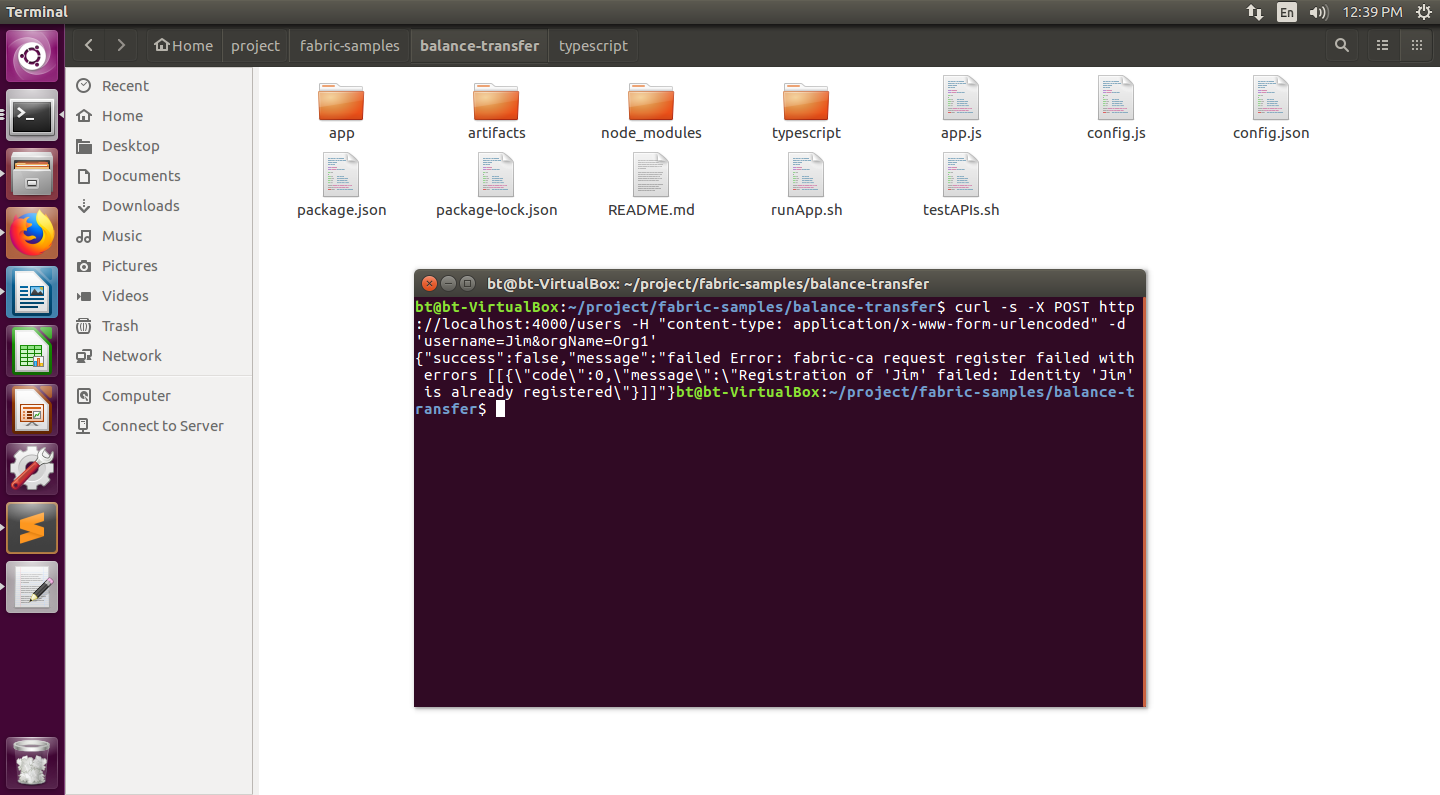 Terminal
En
12:39 PM
Home
project
fabric-samples
balance-transfer
typescript
Recent
Home
Desktop
Documents
Downloads
Music
Pictures
Videos
Trash
Network
Computer
Connect to Server
app
artifacts
node_modules
typescript
app.js
config.js
config.json
package.json
package-lock.json
README.md
runApp.sh
testAPIs.sh
bt@bt-VirtualBox: ~/project/fabric-samples/balance-transfer
bt@bt-VirtualBox:~/project/fabric-samples/balance-transfer$ curl -s -X POST http
://localhost:4000/users -H "content-type: application/x-www-form-urlencoded" -d
'username=Jim&orgName=Org1'
{"success":false,"message":"failed Error: fabric-ca request register failed with
errors [[{\"code\":0,\"message\":\"Registration of 'Jim' failed: Identity 'Jim'
is already registered\"}]]"}bt@bt-VirtualBox:~/project/fabric-samples/balance-t
ransfer$